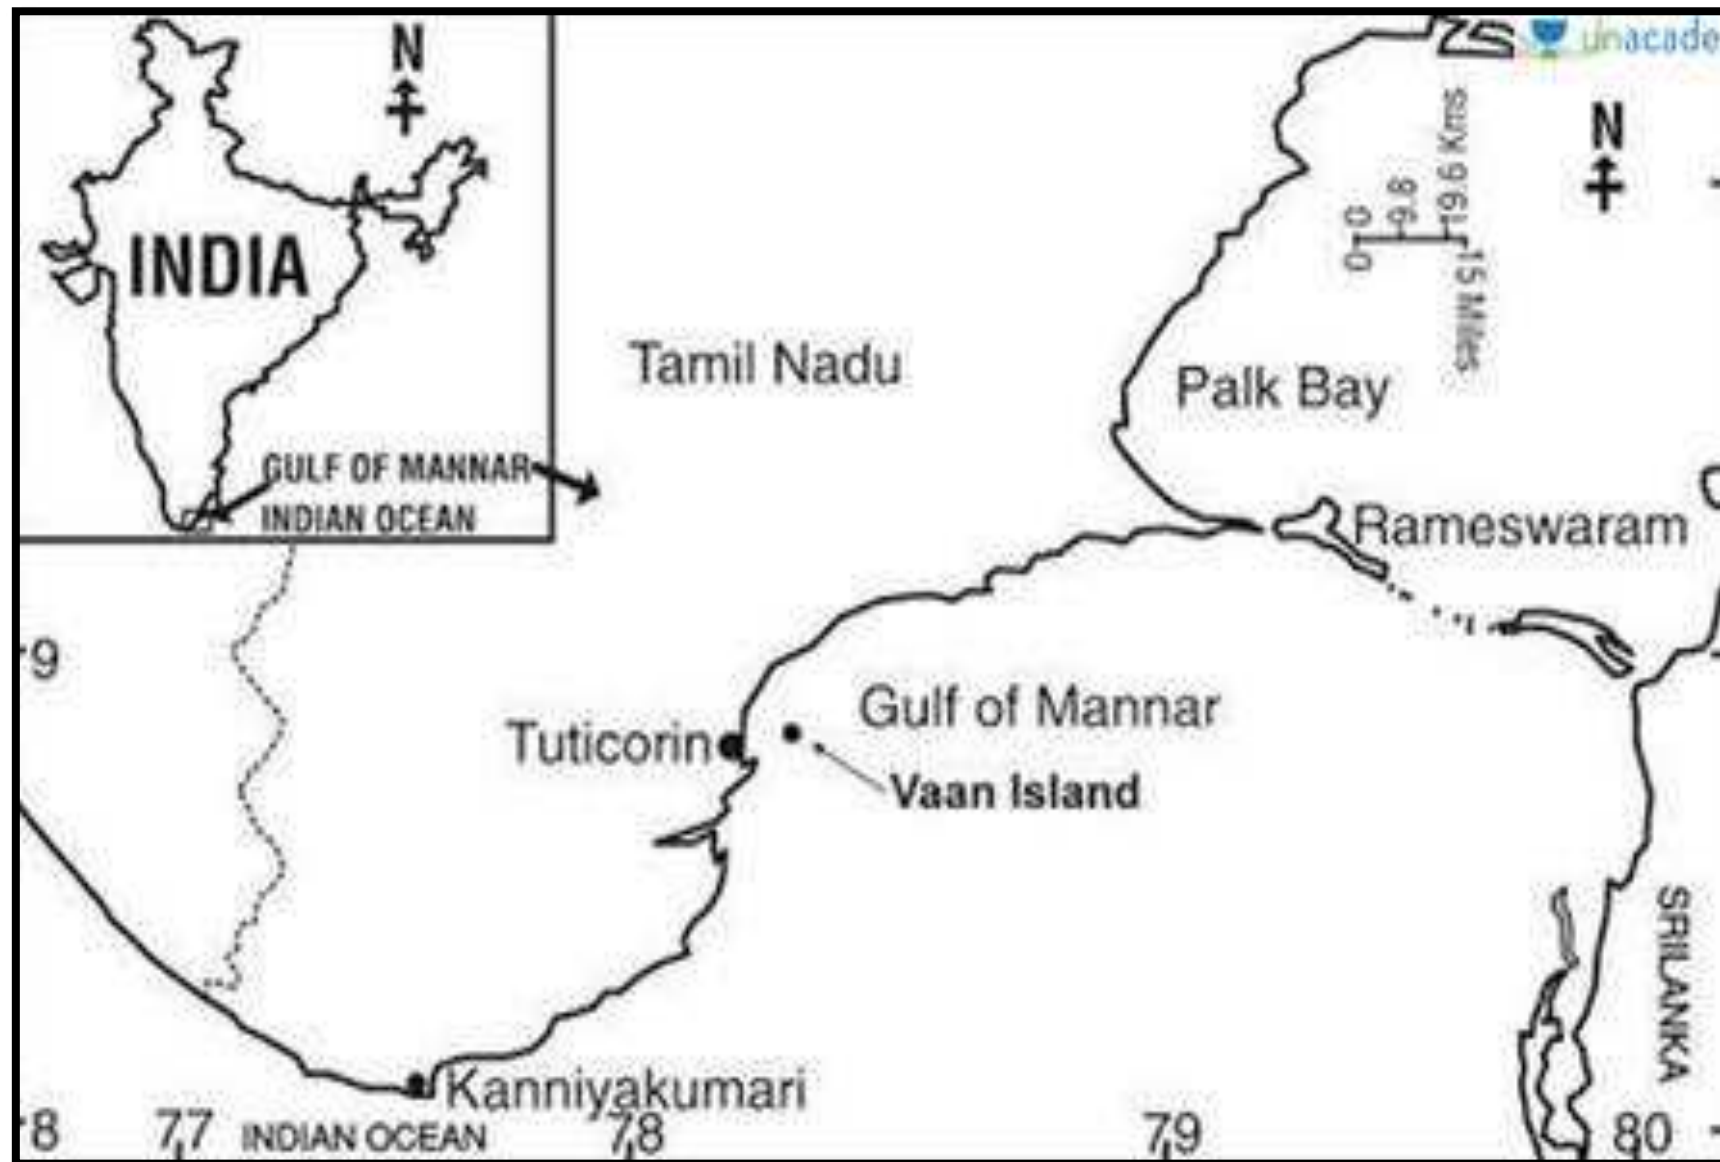 N
INDIA
GULF OF MANNAR
INDIAN OCEAN
unacade
N
0 9.8 19.6 Kms
0 15 Miles
Tamil Nadu
Palk Bay
Rameswaram
9
Gulf of Mannar
Tuticorin
Vaan Island
SRILANKA
Kanniyakumari
8
77
INDIAN OCEAN
78
79
80